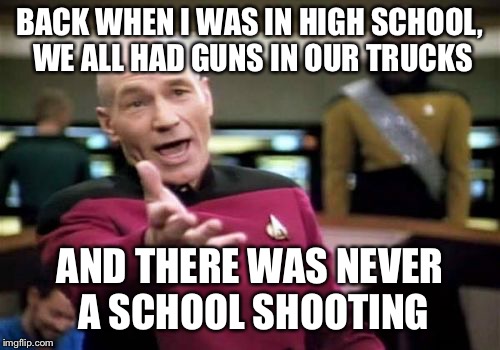 BACK WHEN I WAS IN HIGH SCHOOL,
WE ALL HAD GUNS IN OUR TRUCKS
AND THERE WAS NEVER
A SCHOOL SHOOTING
imgflip.com